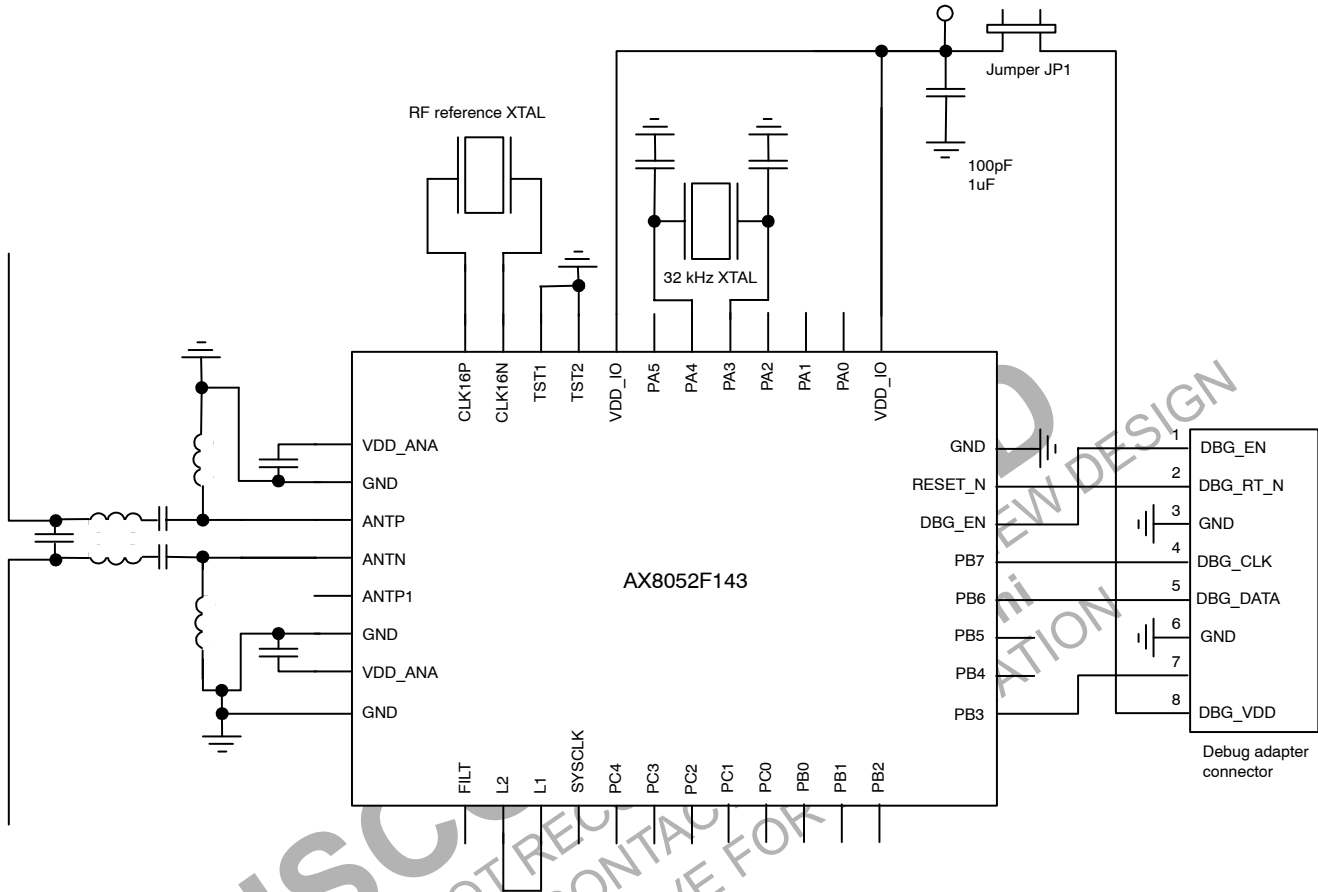 Jumper JP1
RF reference XTAL
100pF
1uF
32 kHz XTAL
CLK16P
CLK16N
TST1
TST2
VDD_IO
PA5
PA4
PA3
PA2
PA1
PA0
VDD_IO
VDD_ANA
GND
ANTP
ANTN
ANTP1
GND
VDD_ANA
GND
AX8052F143
GND
RESET_N
DBG_EN
PB7
PB6
PB5
PB4
PB3
1 DBG_EN
2 DBG_RT_N
3 GND
4 DBG_CLK
5 DBG_DATA
6 GND
7
8 DBG_VDD
Debug adapter
connector
FILT
L2
L1
SYSCLK
PC4
PC3
PC2
PC1
PC0
PB0
PB1
PB2
DESIGN
FOR